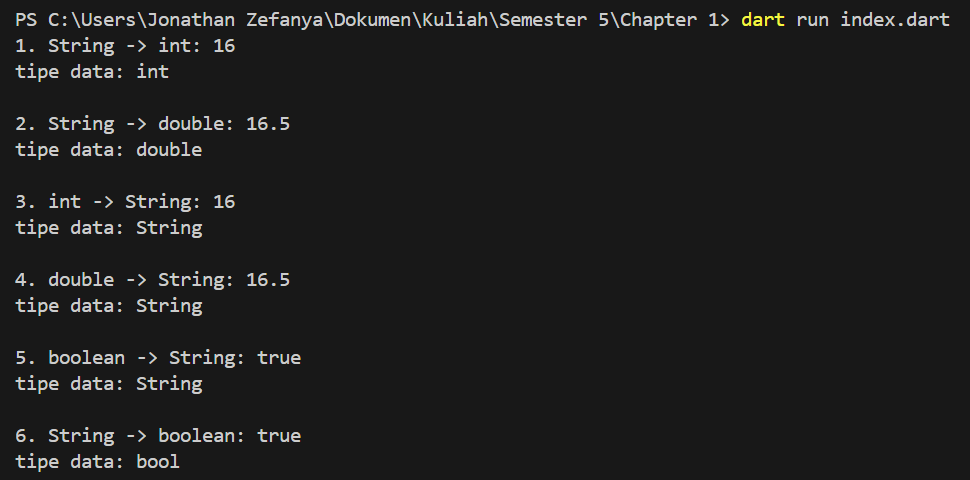 PS C:\Users\Jonathan Zefanya\Dokumen\Kuliah\Semester 5\Chapter 1> dart run index.dart
1. String -> int: 16
tipe data: int
2. String -> double: 16.5
tipe data: double
3. int -> String: 16
tipe data: String
4. double -> String: 16.5
tipe data: String
5. boolean -> String: true
tipe data: String
6. String -> boolean: true
tipe data: bool